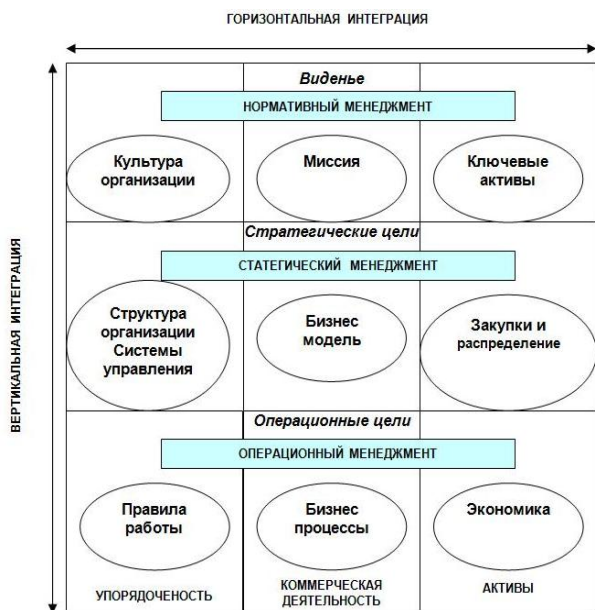 ГОРИЗОНТАЛЬНАЯ ИНТЕГРАЦИЯ
ВЕРТИКАЛЬНАЯ ИНТЕГРАЦИЯ
Виденье
НОРМАТИВНЫЙ МЕНЕДЖМЕНТ
Культура
организации
Миссия
Ключевые
активы
Стратегические цели
СТАТЕГИЧЕСКИЙ МЕНЕДЖМЕНТ
Структура
организации
Системы
управления
Бизнес
модель
Закупки и
распределение
Операционные цели
ОПЕРАЦИОННЫЙ МЕНЕДЖМЕНТ
Правила
работы
Бизнес
процессы
Экономика
УПОРЯДОЧЕНОСТЬ
КОММЕРЧЕСКАЯ
ДЕЯТЕЛЬНОСТЬ
АКТИВЫ